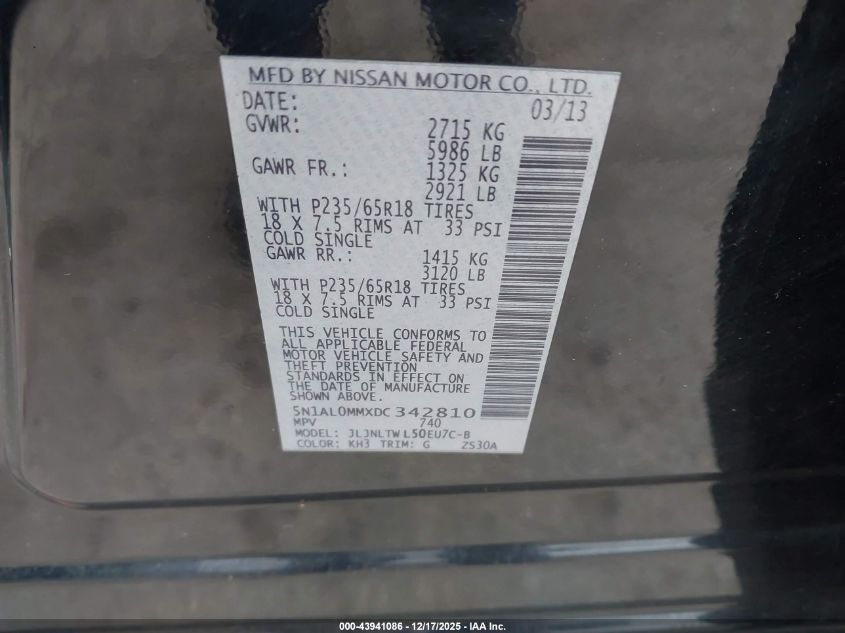 MFD BY NISSAN MOTOR CO., LTD.
DATE: 03/13
GVWR: 2715 KG
5986 LB
GAWR FR.: 1325 KG
2921 LB
WITH P235/65R18 TIRES
18 X 7.5 RIMS AT 33 PSI
COLD SINGLE
GAWR RR.: 1415 KG
3120 LB
WITH P235/65R18 TIRES
18 X 7.5 RIMS AT 33 PSI
COLD SINGLE
THIS VEHICLE CONFORMS TO
ALL APPLICABLE FEDERAL
MOTOR VEHICLE SAFETY AND
THEFT PREVENTION
STANDARDS IN EFFECT ON
THE DATE OF MANUFACTURE
SHOWN ABOVE.
5N1AL0MMXDC342810
MPV 740
MODEL: JLJNLTWL50EU7C-B
COLOR: KH3 TRIM: G ZS30A
000-43941086 - 12/17/2025 - IAA Inc.